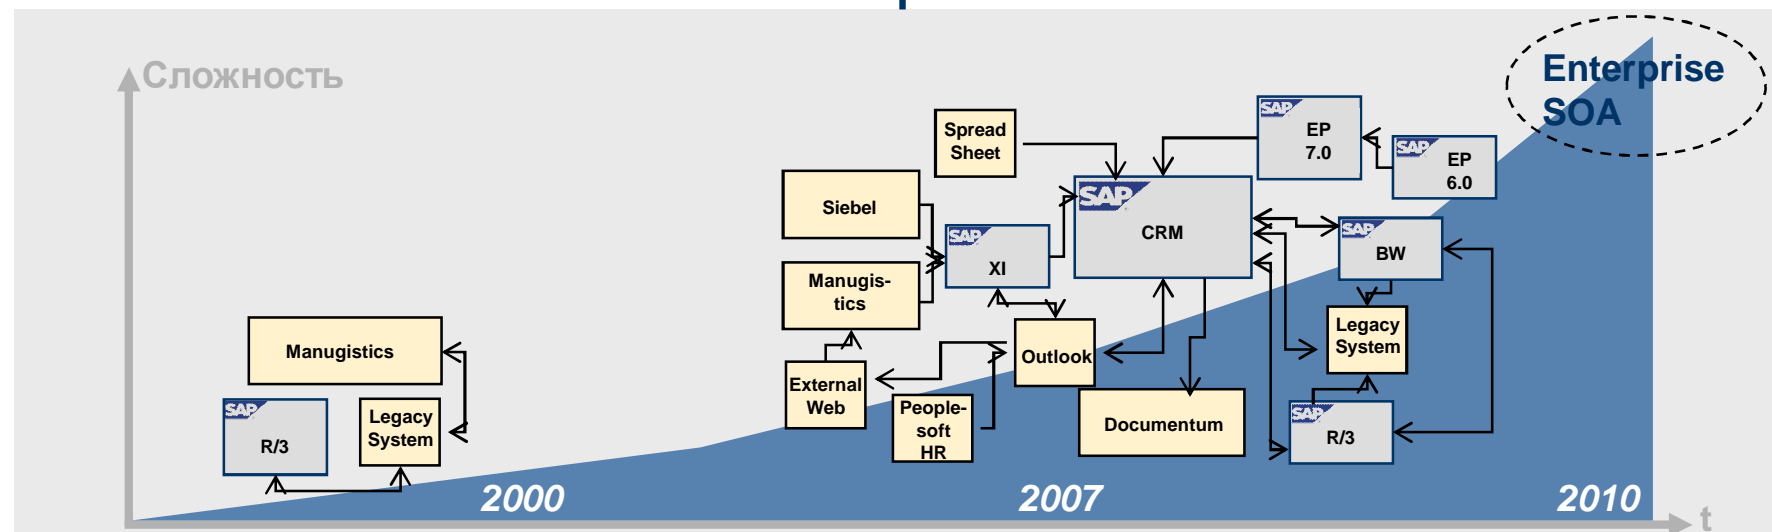 Сложность
Enterprise
SOA
SAP
EP
7.0
SAP
EP
6.0
Spread
Sheet
Siebel
SAP
CRM
SAP
XI
SAP
BW
Manugis-
tics
Manugistics
Outlook
Legacy
System
External
Web
People-
soft
HR
Documentum
SAP
R/3
SAP
R/3
Legacy
System
2000
2007
2010
t